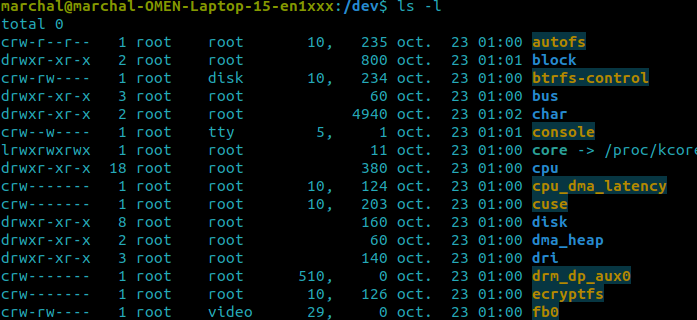 marchal@marchal-OMEN-Laptop-15-en1xxx:/dev$ ls -l
total 0
crw-r--r-- 1 root root 10, 235 oct. 23 01:00 autofs
drwxr-xr-x 2 root root 800 oct. 23 01:01 block
crw-rw---- 1 root disk 10, 234 oct. 23 01:00 btrfs-control
drwxr-xr-x 3 root root 60 oct. 23 01:00 bus
drwxr-xr-x 2 root root 4940 oct. 23 01:02 char
crw--w---- 1 root tty 5, 1 oct. 23 01:01 console
lrwxrwxrwx 1 root root 11 oct. 23 01:00 core -> /proc/kcore
drwxr-xr-x 18 root root 380 oct. 23 01:00 cpu
crw------- 1 root root 10, 124 oct. 23 01:00 cpu_dma_latency
crw------- 1 root root 10, 203 oct. 23 01:00 cuse
drwxr-xr-x 8 root root 160 oct. 23 01:00 disk
drwxr-xr-x 2 root root 60 oct. 23 01:00 dma_heap
drwxr-xr-x 3 root root 140 oct. 23 01:00 dri
crw------- 1 root root 510, 0 oct. 23 01:00 drm_dp_aux0
crw------- 1 root root 10, 126 oct. 23 01:00 ecryptfs
crw-rw---- 1 root video 29, 0 oct. 23 01:00 fb0